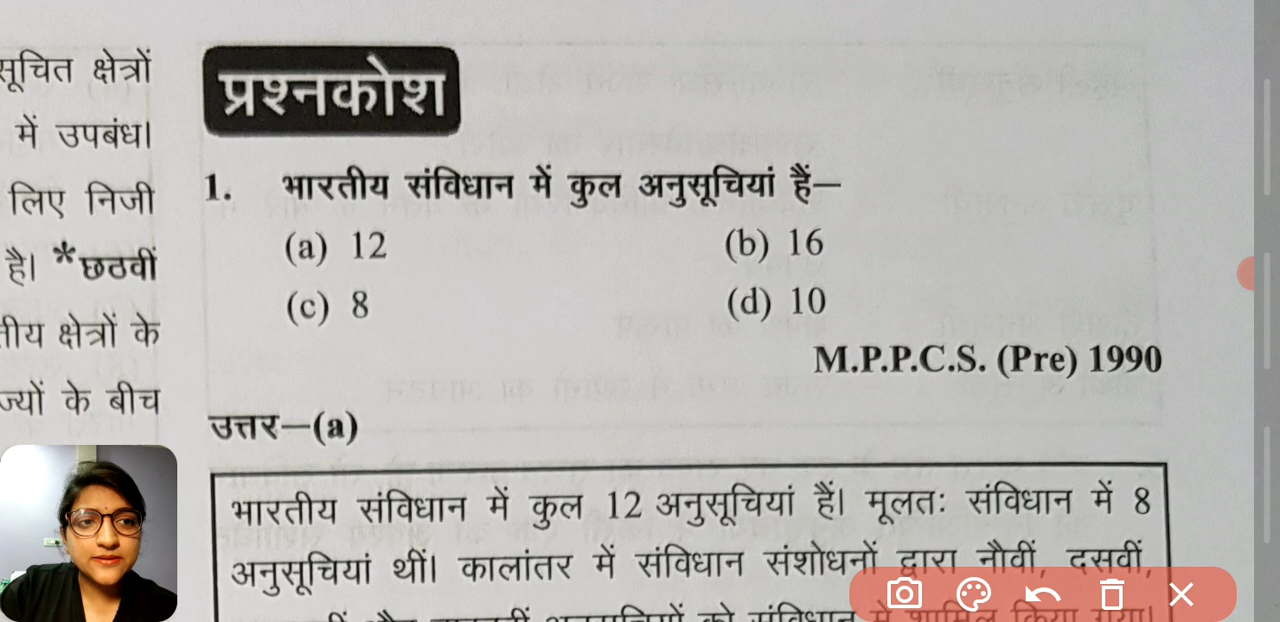 सूचित क्षेत्रों
में उपबंध।
लिए निजी
है। *छठवीं
तीय क्षेत्रों के
ज्यों के बीच
प्रश्नकोश
1. भारतीय संविधान में कुल अनुसूचियां हैं—
(a) 12 (b) 16
(c) 8 (d) 10
M.P.P.C.S. (Pre) 1990
उत्तर—(a)
भारतीय संविधान में कुल 12 अनुसूचियां हैं। मूलतः संविधान में 8
अनुसूचियां थीं। कालांतर में संविधान संशोधनों द्वारा नौवीं, दसवीं,
को संविधान में शामिल किया गया।